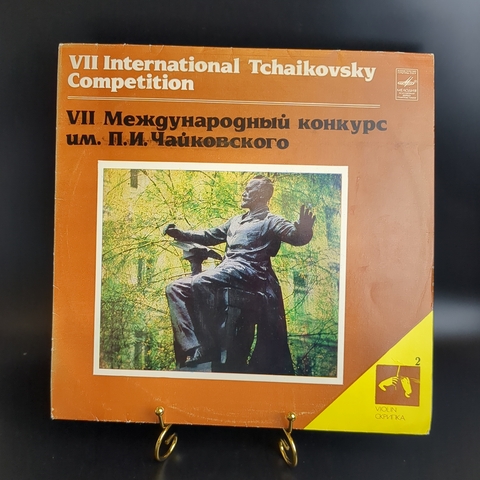 VII International Tchaikovsky
Competition
VII Международный конкурс
им. П.И. Чайковского
2
VIOLIN
СКРИПКА